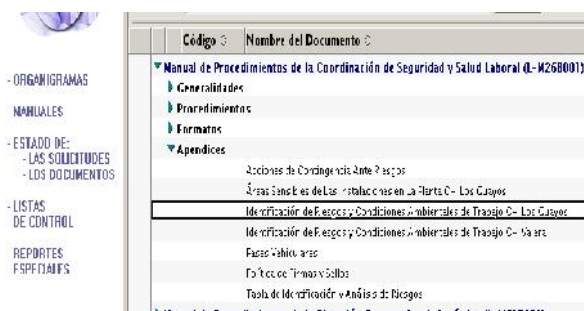 Código Nombre del Documento
Manual de Procedimientos de la Coordinación de Seguridad y Salud Laboral (L-M268001)
Generalidades
Procedimientos
Formatos
Apendices
Acciones de Contingencia Ante Riesgos
Áreas Sensibles de Las Instalaciones en La Planta C- Los Guayos
Identificación de Riesgos y Condiciones Ambientales de Trabajo C- Los Guayos
Identificación de Riesgos y Condiciones Ambientales de Trabajo C- Valera
Pases Vehiculares
Política de Firmas y Sellos
Tabla de Identificación y Análisis de Riesgos
- ORGANIGRAMAS
MANUALES
- ESTADO DE:
- LAS SOLICITUDES
- LOS DOCUMENTOS
- LISTAS
DE CONTROL
REPORTES
ESPECIALES